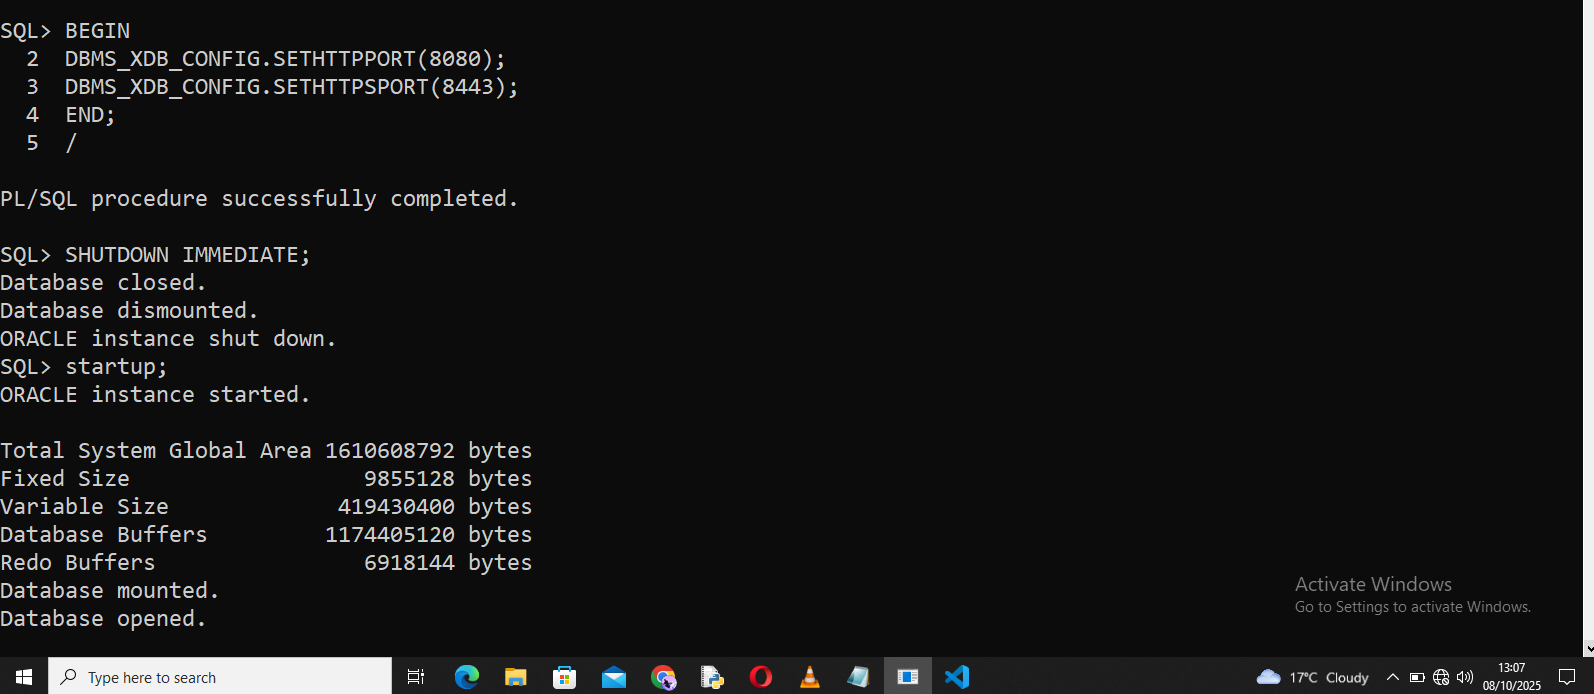 SQL> BEGIN
  2  DBMS_XDB_CONFIG.SETHTTPPORT(8080);
  3  DBMS_XDB_CONFIG.SETHTTPSPORT(8443);
  4  END;
  5  /
PL/SQL procedure successfully completed.
SQL> SHUTDOWN IMMEDIATE;
Database closed.
Database dismounted.
ORACLE instance shut down.
SQL> startup;
ORACLE instance started.
Total System Global Area 1610608792 bytes
Fixed Size                  9855128 bytes
Variable Size             419430400 bytes
Database Buffers         1174405120 bytes
Redo Buffers                6918144 bytes
Database mounted.
Database opened.
Activate Windows
Go to Settings to activate Windows.
Type here to search
17°C Cloudy
13:07
08/10/2025